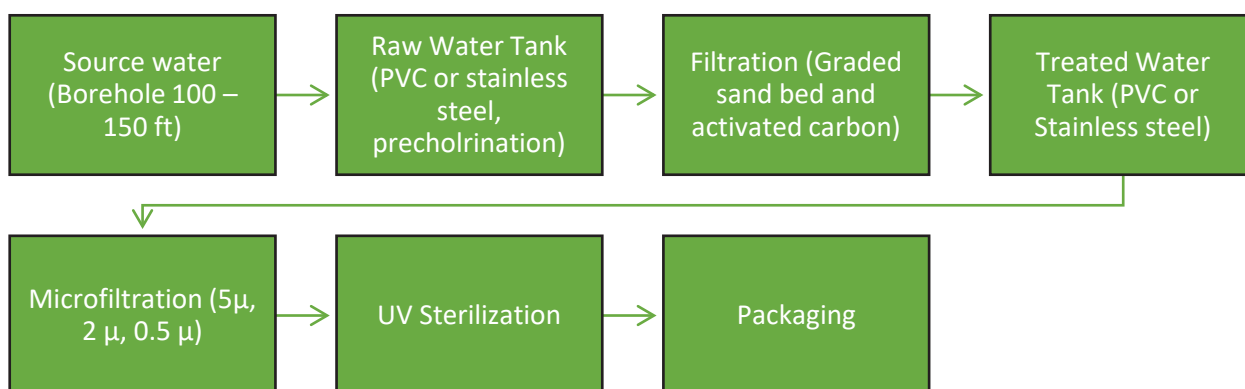 Source water
(Borehole 100 –
150 ft)
Raw Water Tank
(PVC or stainless
steel,
precholrination)
Filtration (Graded
sand bed and
activated carbon)
Treated Water
Tank (PVC or
Stainless steel)
Microfiltration (5µ,
2 µ, 0.5 µ)
UV Sterilization
Packaging